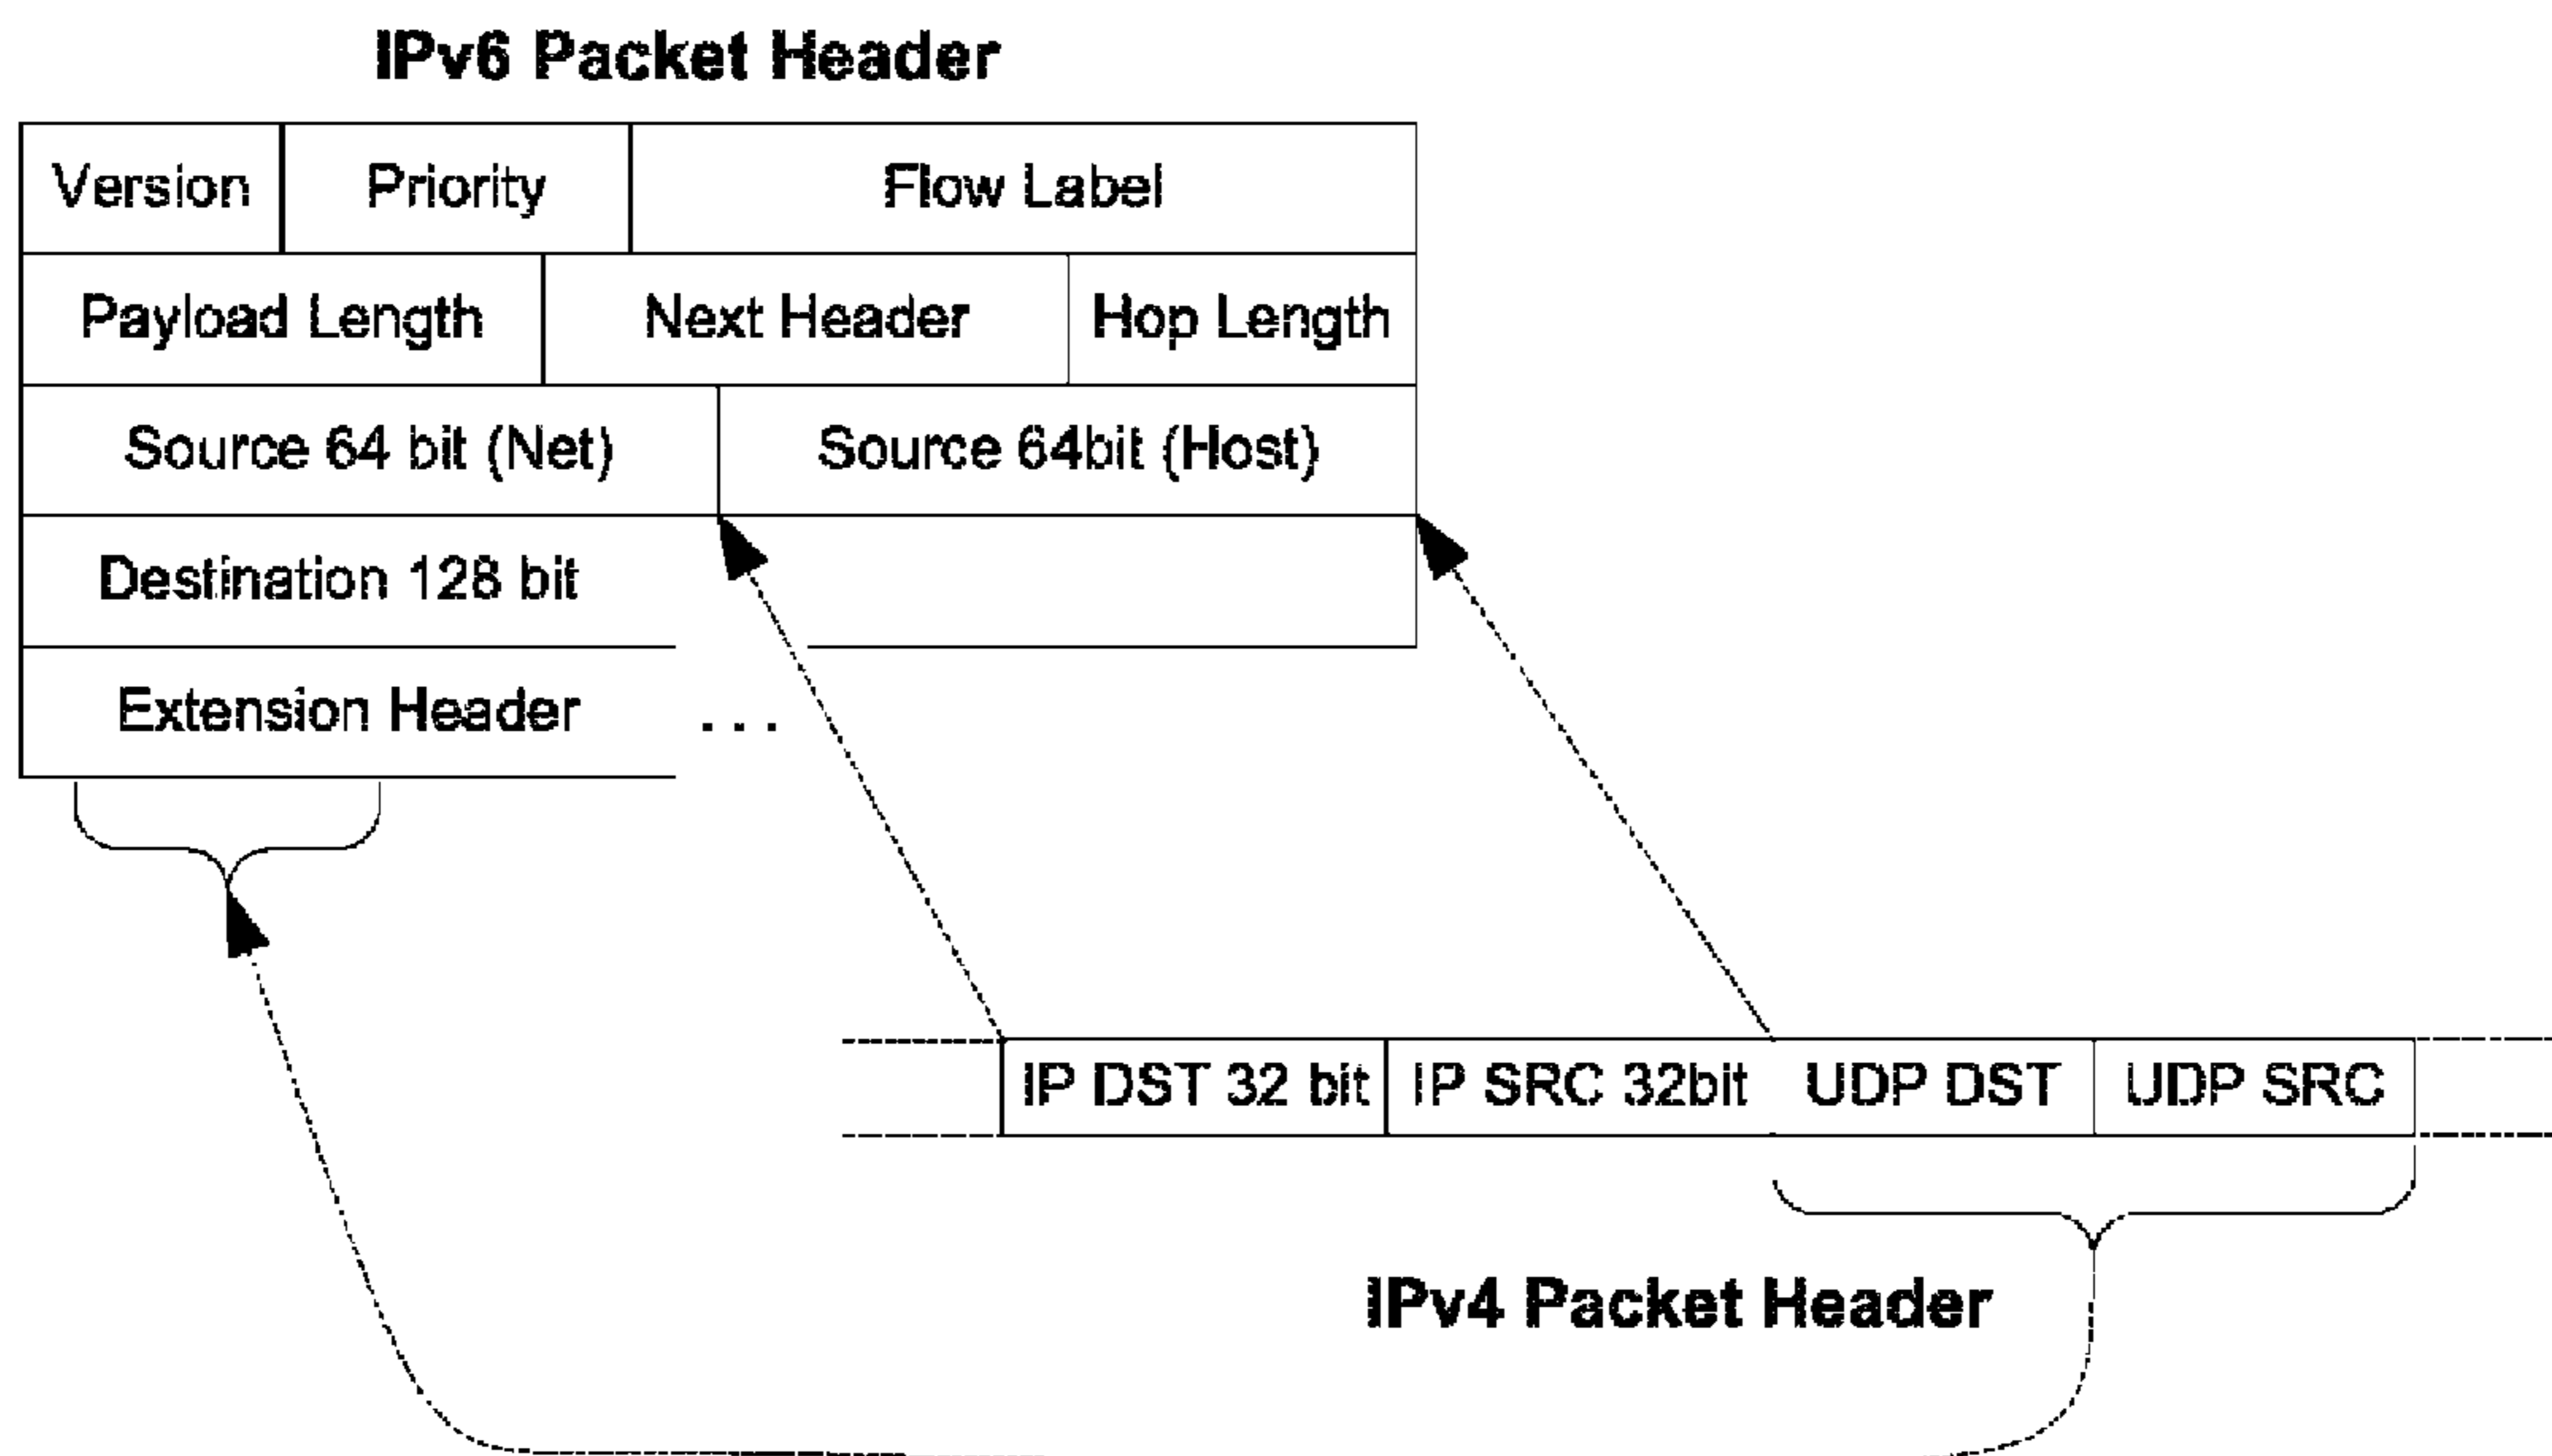 IPv6 Packet Header
Version Priority Flow Label
Payload Length Next Header Hop Length
Source 64 bit (Net) Source 64bit (Host)
Destination 128 bit
Extension Header ...
IP DST 32 bit IP SRC 32bit UDP DST UDP SRC
IPv4 Packet Header